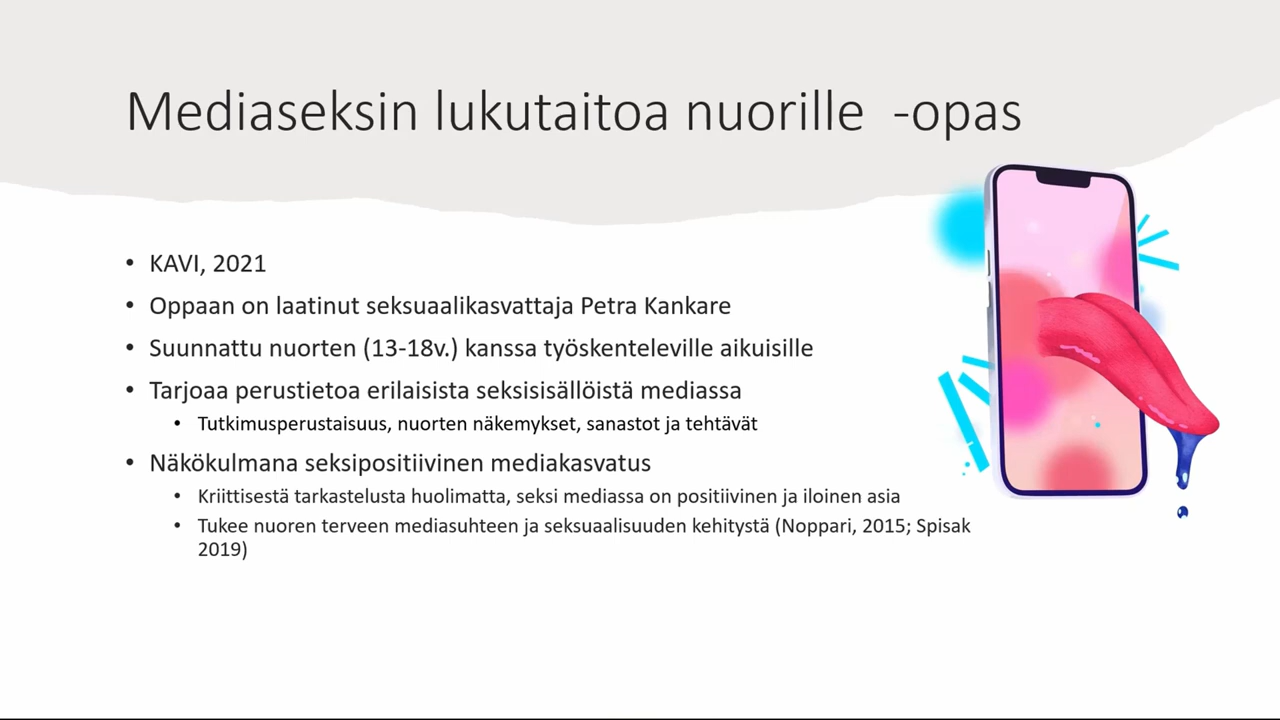 Mediaseksin lukutaitoa nuorille -opas
• KAVI, 2021
• Oppaan on laatinut seksuaalikasvattaja Petra Kankare
• Suunnattu nuorten (13-18v.) kanssa työskenteleville aikuisille
• Tarjoaa perustietoa erilaisista seksisisällöistä mediassa
• Tutkimusperustaisuus, nuorten näkemykset, sanastot ja tehtävät
• Näkökulmana seksipositiivinen mediakasvatus
• Kriittisestä tarkastelusta huolimatta, seksi mediassa on positiivinen ja iloinen asia
• Tukee nuoren terveen mediasuhteen ja seksuaalisuuden kehitystä (Noppari, 2015; Spisak
2019)